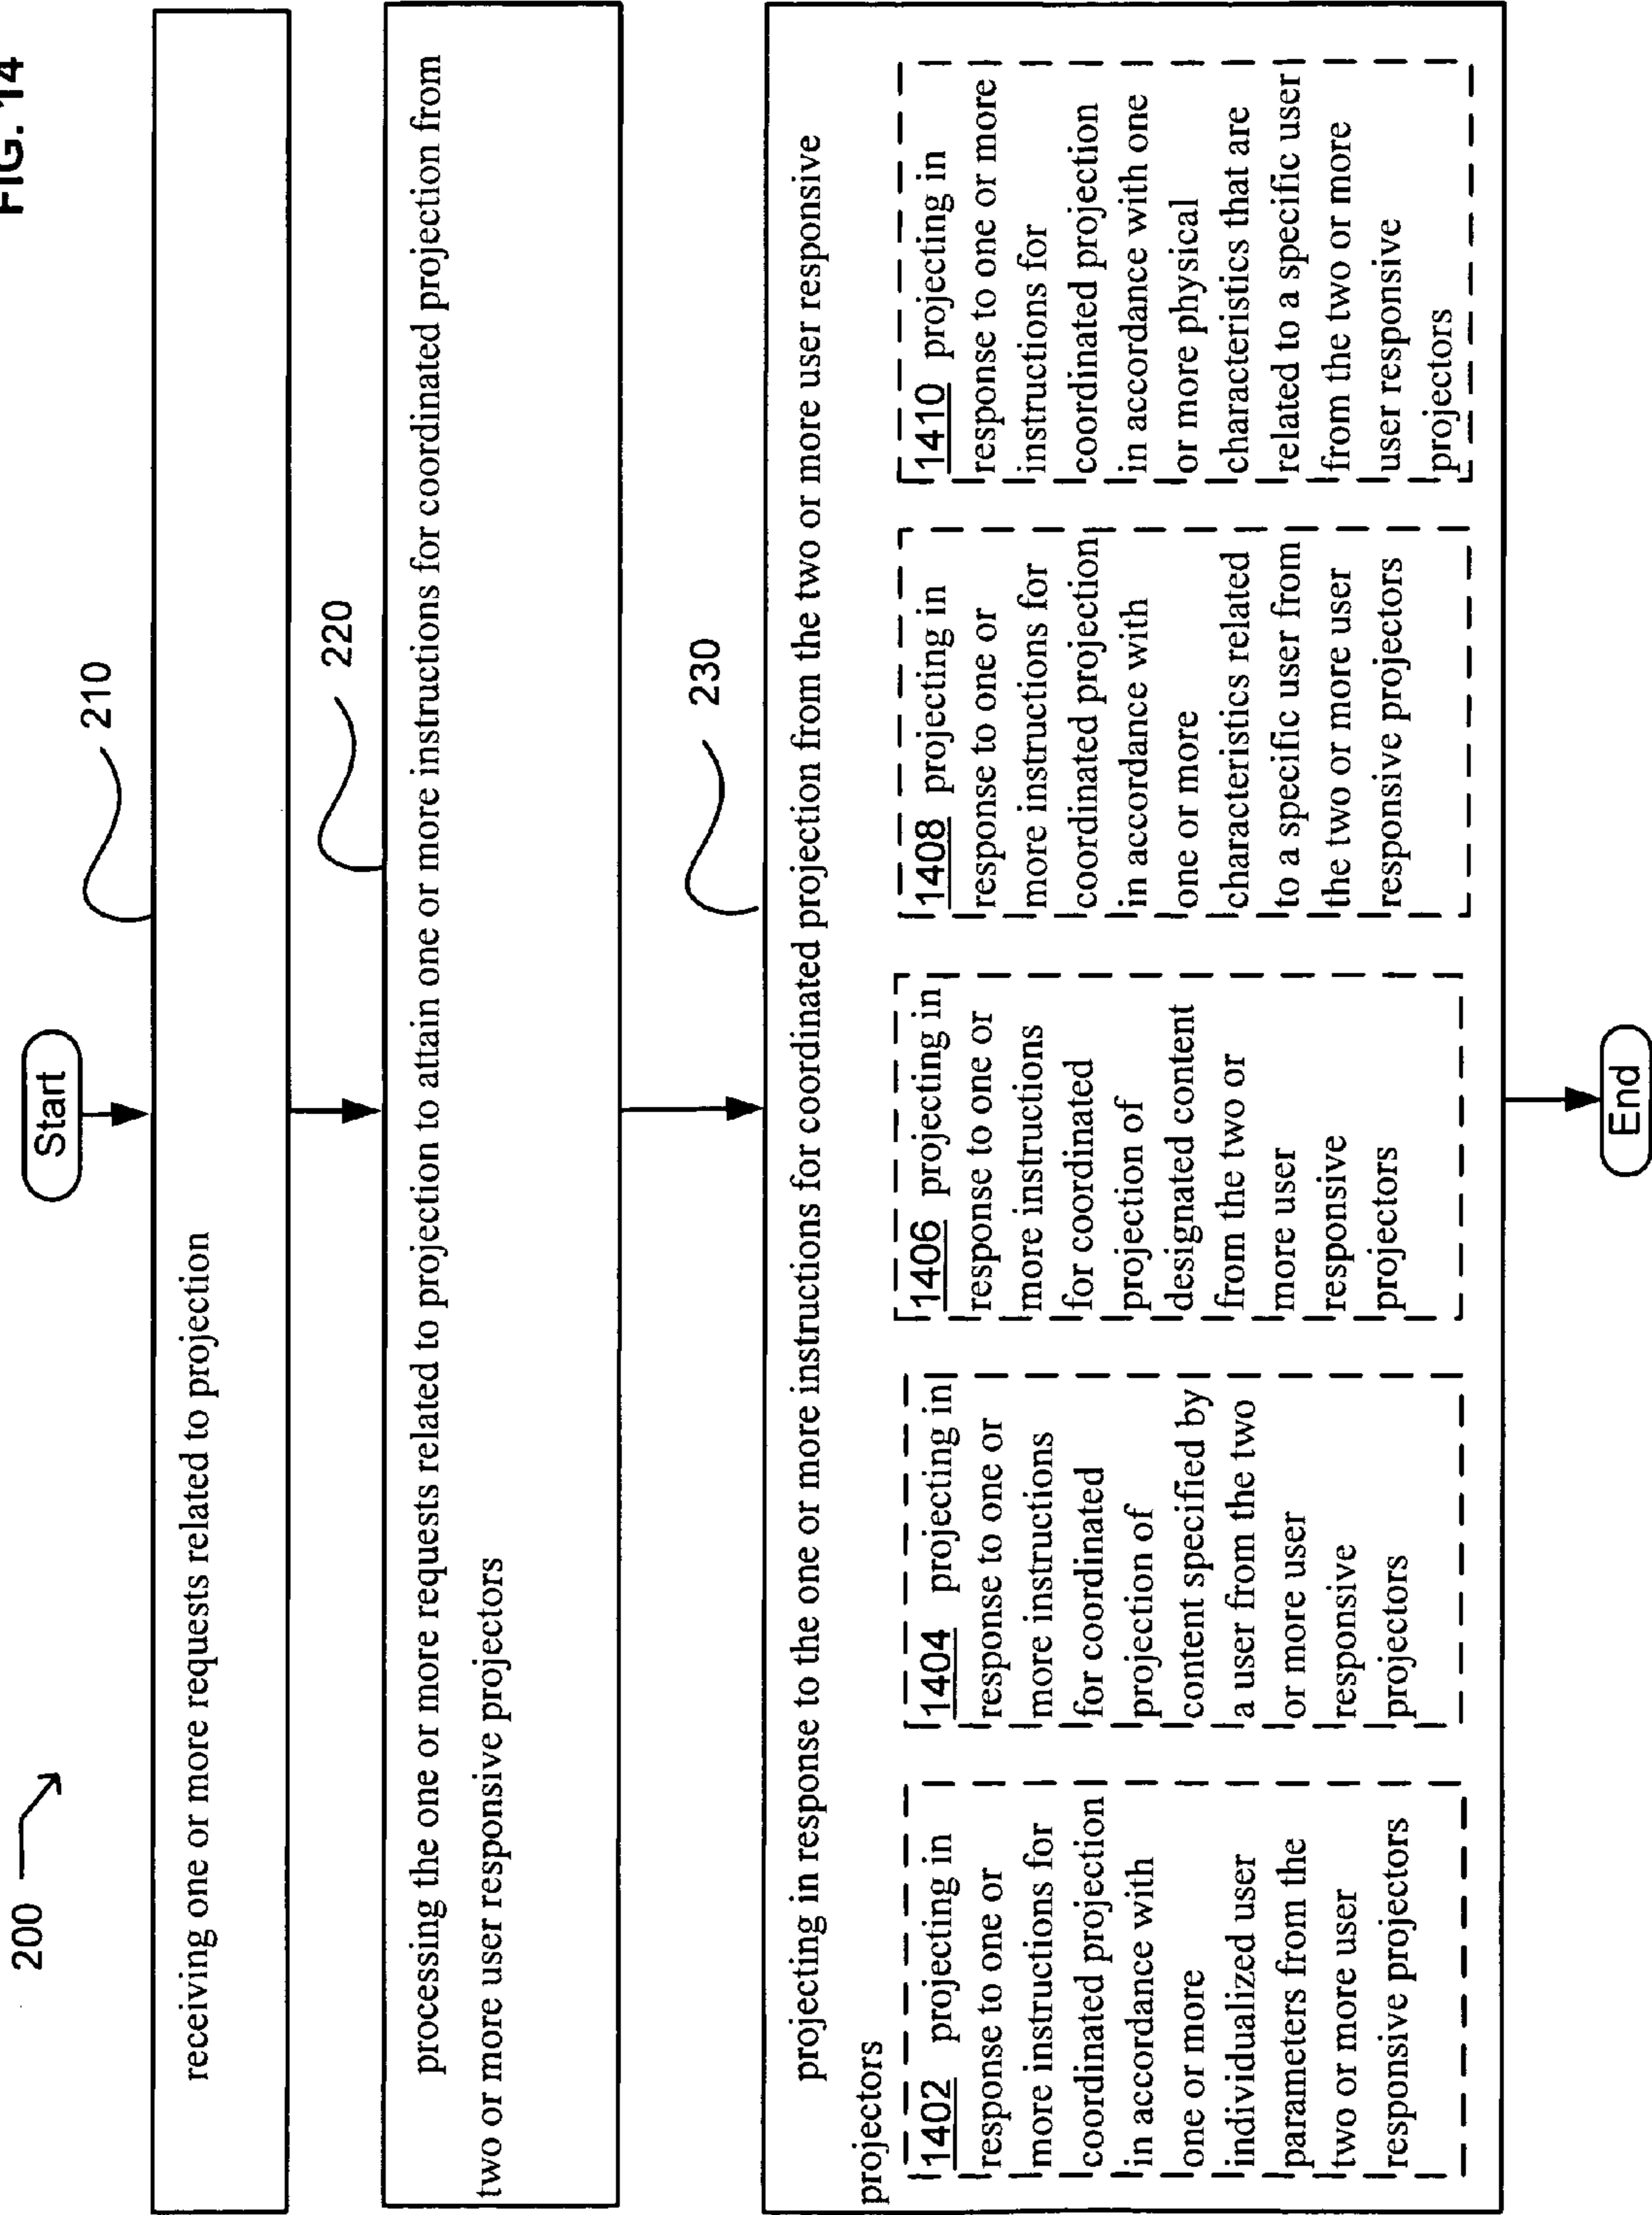 FIG. 14
200
Start
210
receiving one or more requests related to projection
220
processing the one or more requests related to projection to attain one or more instructions for coordinated projection from
two or more user responsive projectors
230
projecting in response to the one or more instructions for coordinated projection from the two or more user responsive
projectors
1402 projecting in
response to one or
more instructions for
coordinated projection
in accordance with
one or more
individualized user
parameters from the
two or more user
responsive projectors
1404 projecting in
response to one or
more instructions
for coordinated
projection of
content specified by
a user from the two
or more user
responsive
projectors
1406 projecting in
response to one or
more instructions
for coordinated
projection of
designated content
from the two or
more user
responsive
projectors
1408 projecting in
response to one or
more instructions for
coordinated projection
in accordance with
one or more
characteristics related
to a specific user from
the two or more user
responsive projectors
1410 projecting in
response to one or more
instructions for
coordinated projection
in accordance with one
or more physical
characteristics that are
related to a specific user
from the two or more
user responsive
projectors
End